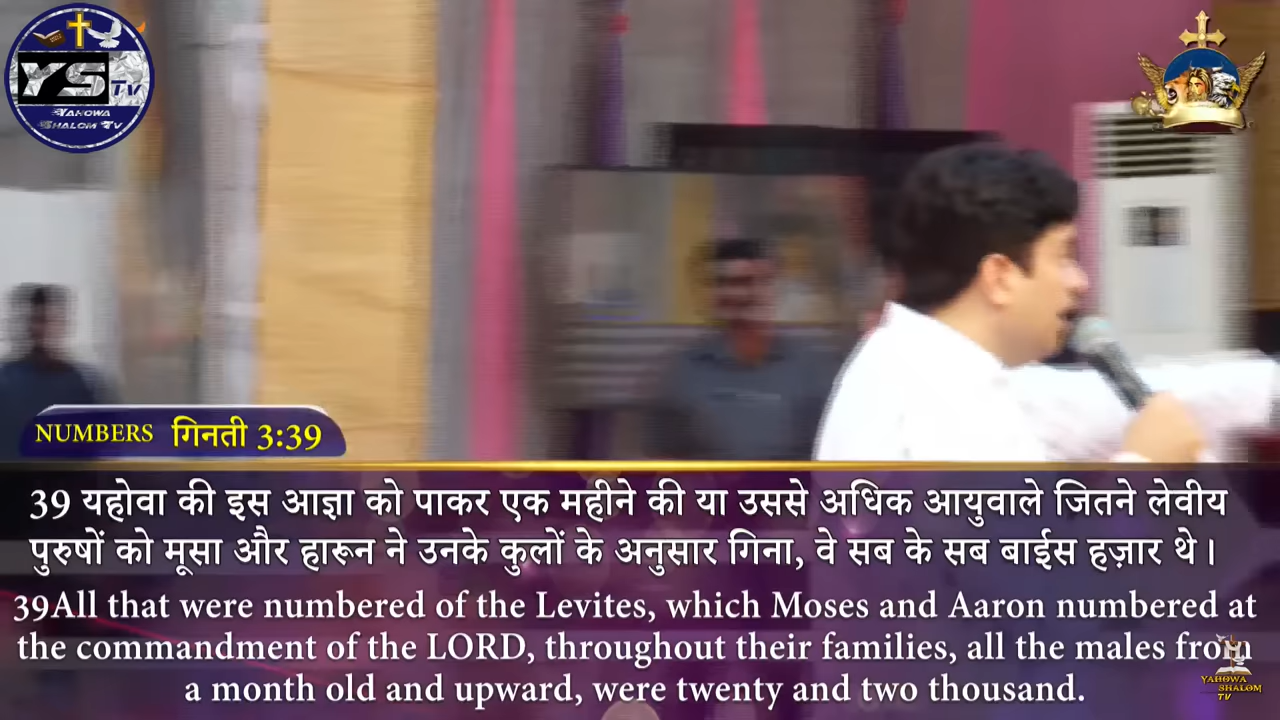 YS TV
YAHOWA
SHALOM TV
NUMBERS गिनती 3:39
39 यहोवा की इस आज्ञा को पाकर एक महीने की या उससे अधिक आयुवाले जितने लेवीय
पुरुषों को मूसा और हारून ने उनके कुलों के अनुसार गिना, वे सब के सब बाईस हज़ार थे।
39All that were numbered of the Levites, which Moses and Aaron numbered at
the commandment of the LORD, throughout their families, all the males from
a month old and upward, were twenty and two thousand.
YAHOWA
SHALOM
TV